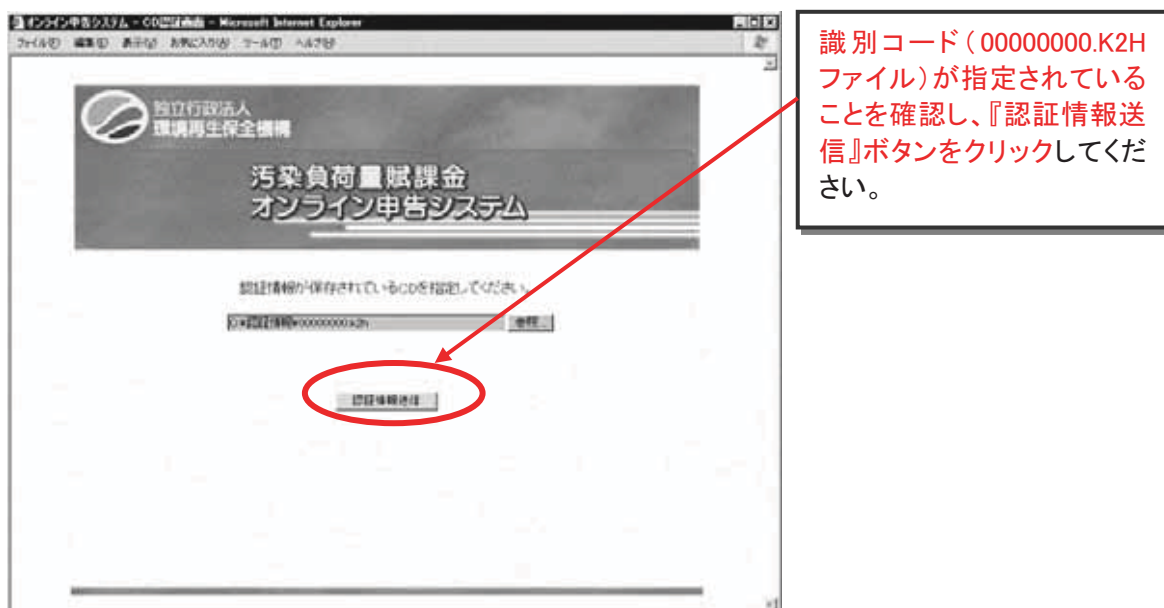 オンライン申告システム - CD認証画面 - Microsoft Internet Explorer
ファイル(F) 編集(E) 表示(V) お気に入り(A) ツール(T) ヘルプ(H)
独立行政法人
環境再生保全機構
汚染負荷量賦課金
オンライン申告システム
認証情報が保存されているCDを指定してください。
認証情報¥00000000.k2h 参照...
認証情報送信
識別コード(00000000.K2H
ファイル)が指定されている
ことを確認し、『認証情報送
信』ボタンをクリックしてくだ
さい。